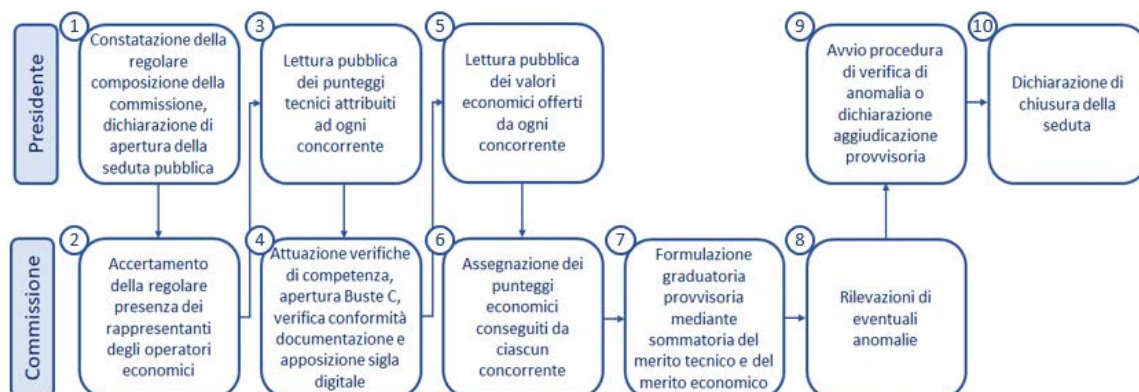 Presidente
1
Constatazione della
regolare
composizione della
commissione,
dichiarazione di
apertura della
seduta pubblica
3
Lettura pubblica
dei punteggi
tecnici attribuiti
ad ogni
concorrente
5
Lettura pubblica
dei valori
economici offerti
da ogni
concorrente
9
Avvio procedura
di verifica di
anomalia o
dichiarazione
aggiudicazione
provvisoria
10
Dichiarazione di
chiusura della
seduta
Commissione
2
Accertamento
della regolare
presenza dei
rappresentanti
degli operatori
economici
4
Attuazione verifiche
di competenza,
apertura Buste C,
verifica conformità
documentazione e
apposizione sigla
digitale
6
Assegnazione dei
punteggi
economici
conseguiti da
ciascun
concorrente
7
Formulazione
graduatoria
provvisoria
mediante
sommatoria del
merito tecnico e del
merito economico
8
Rilevazioni di
eventuali
anomalie